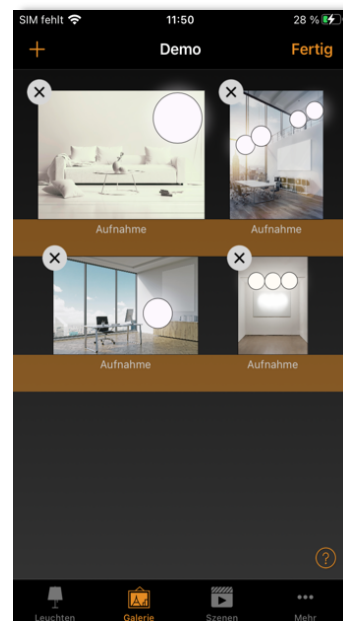 SIM fehlt 11:50 28 %
+ Demo Fertig
Aufnahme Aufnahme
Aufnahme Aufnahme
?
Leuchten Galerie Szenen Mehr